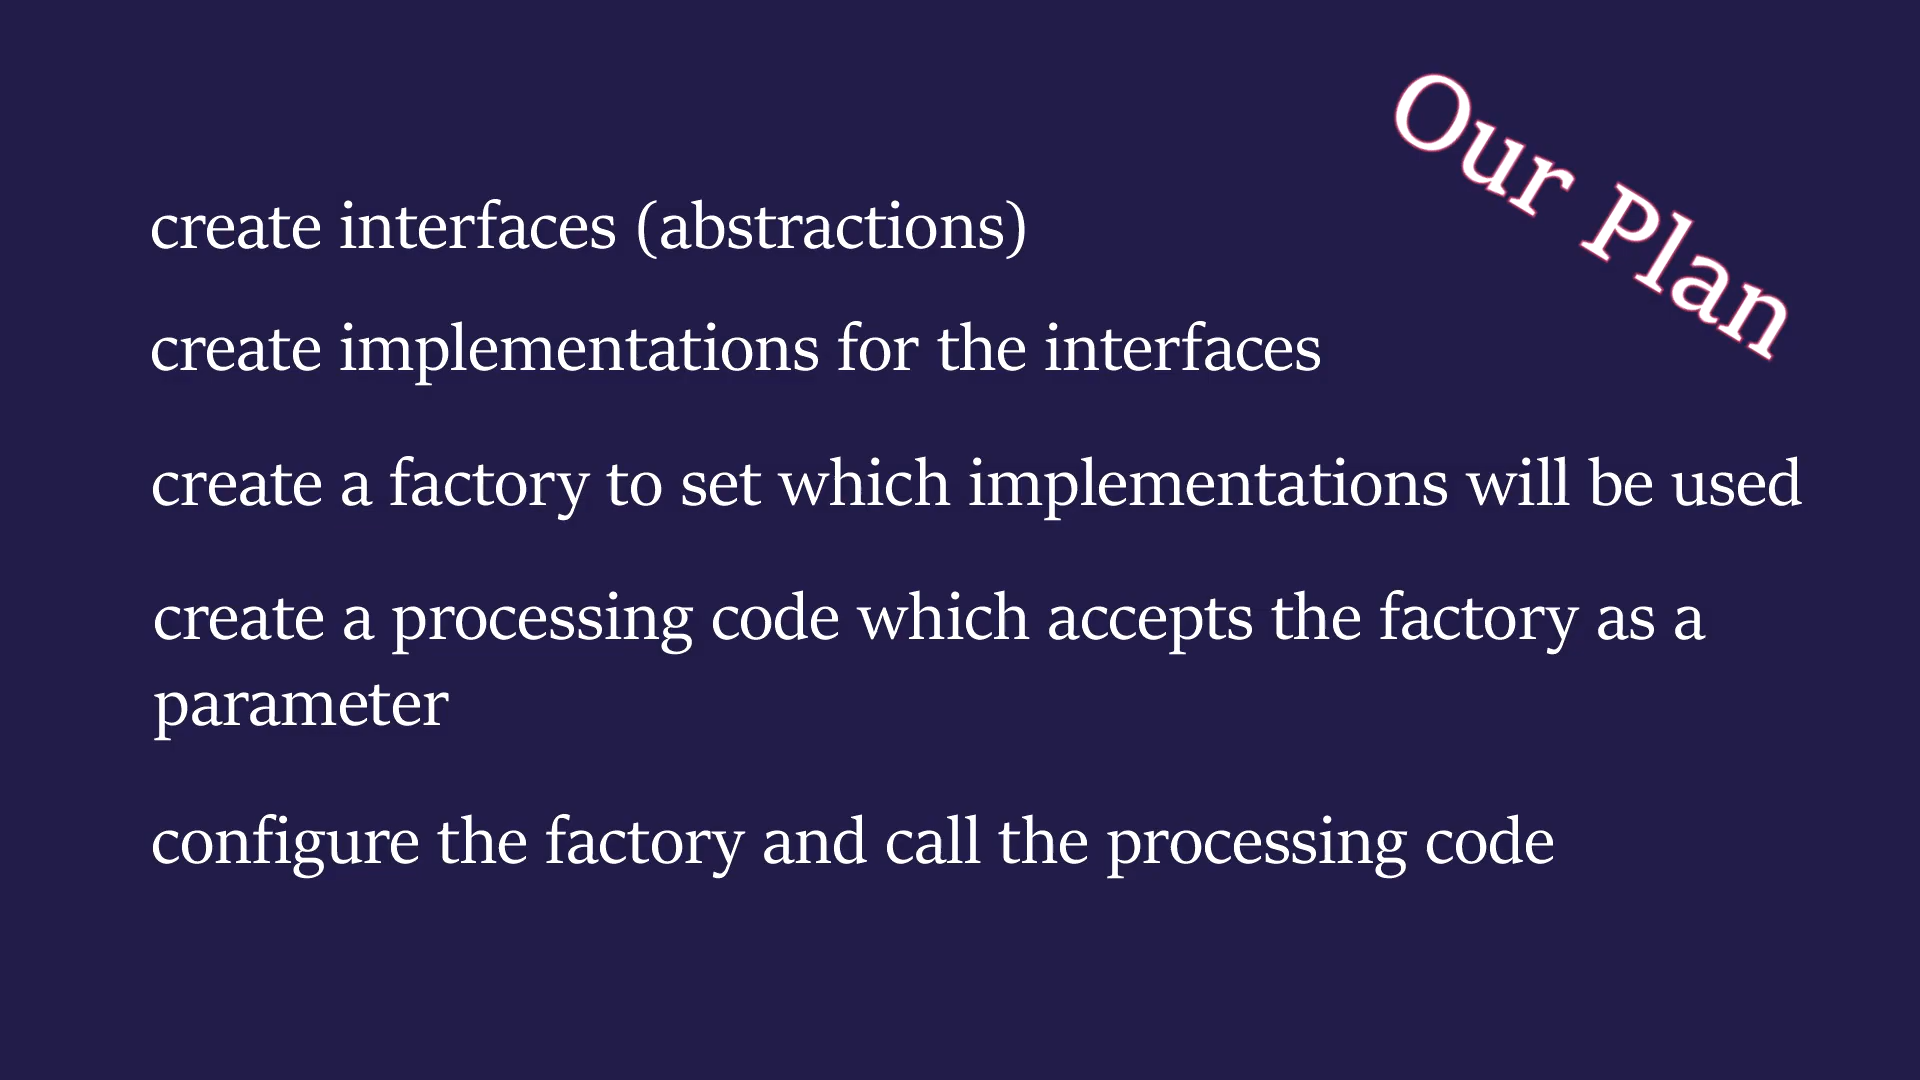 Our Plan
create interfaces (abstractions)
create implementations for the interfaces
create a factory to set which implementations will be used
create a processing code which accepts the factory as a
parameter
configure the factory and call the processing code